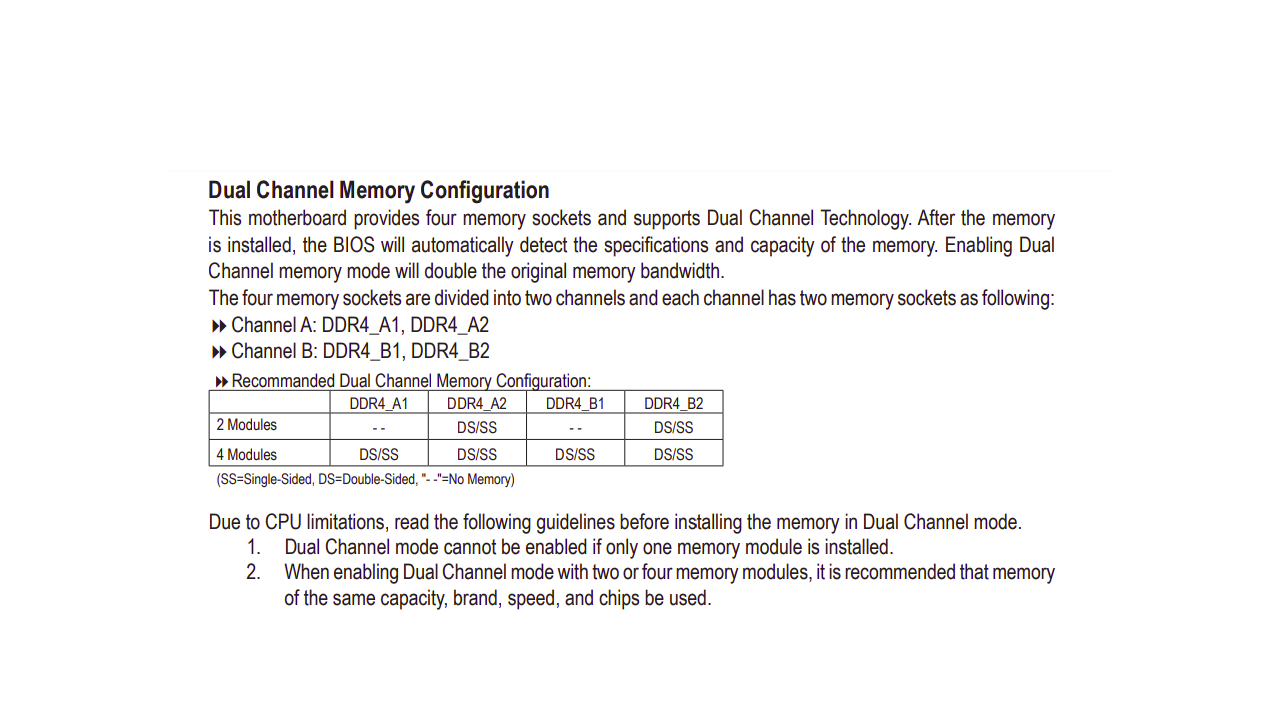 Dual Channel Memory Configuration
This motherboard provides four memory sockets and supports Dual Channel Technology. After the memory
is installed, the BIOS will automatically detect the specifications and capacity of the memory. Enabling Dual
Channel memory mode will double the original memory bandwidth.
The four memory sockets are divided into two channels and each channel has two memory sockets as following:
Channel A: DDR4_A1, DDR4_A2
Channel B: DDR4_B1, DDR4_B2
Recommanded Dual Channel Memory Configuration:
DDR4_A1 DDR4_A2 DDR4_B1 DDR4_B2
2 Modules - - DS/SS - - DS/SS
4 Modules DS/SS DS/SS DS/SS DS/SS
(SS=Single-Sided, DS=Double-Sided, "- -"=No Memory)
Due to CPU limitations, read the following guidelines before installing the memory in Dual Channel mode.
1. Dual Channel mode cannot be enabled if only one memory module is installed.
2. When enabling Dual Channel mode with two or four memory modules, it is recommended that memory
of the same capacity, brand, speed, and chips be used.